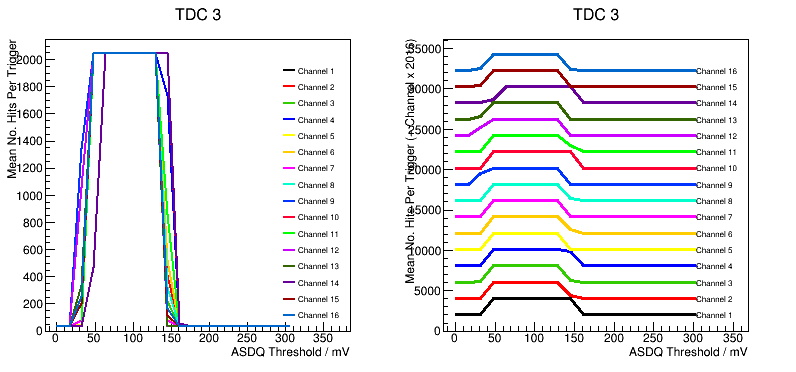 TDC 3
Mean No. Hits Per Trigger
2000
1800
1600
1400
1200
1000
800
600
400
200
0
0 50 100 150 200 250 300 350
ASDQ Threshold / mV
Channel 1
Channel 2
Channel 3
Channel 4
Channel 5
Channel 6
Channel 7
Channel 8
Channel 9
Channel 10
Channel 11
Channel 12
Channel 13
Channel 14
Channel 15
Channel 16
TDC 3
Mean No. Hits Per Trigger (+ Channel x 2016)
35000
30000
25000
20000
15000
10000
5000
0
0 50 100 150 200 250 300 350
ASDQ Threshold / mV
Channel 16
Channel 15
Channel 14
Channel 13
Channel 12
Channel 11
Channel 10
Channel 9
Channel 8
Channel 7
Channel 6
Channel 5
Channel 4
Channel 3
Channel 2
Channel 1